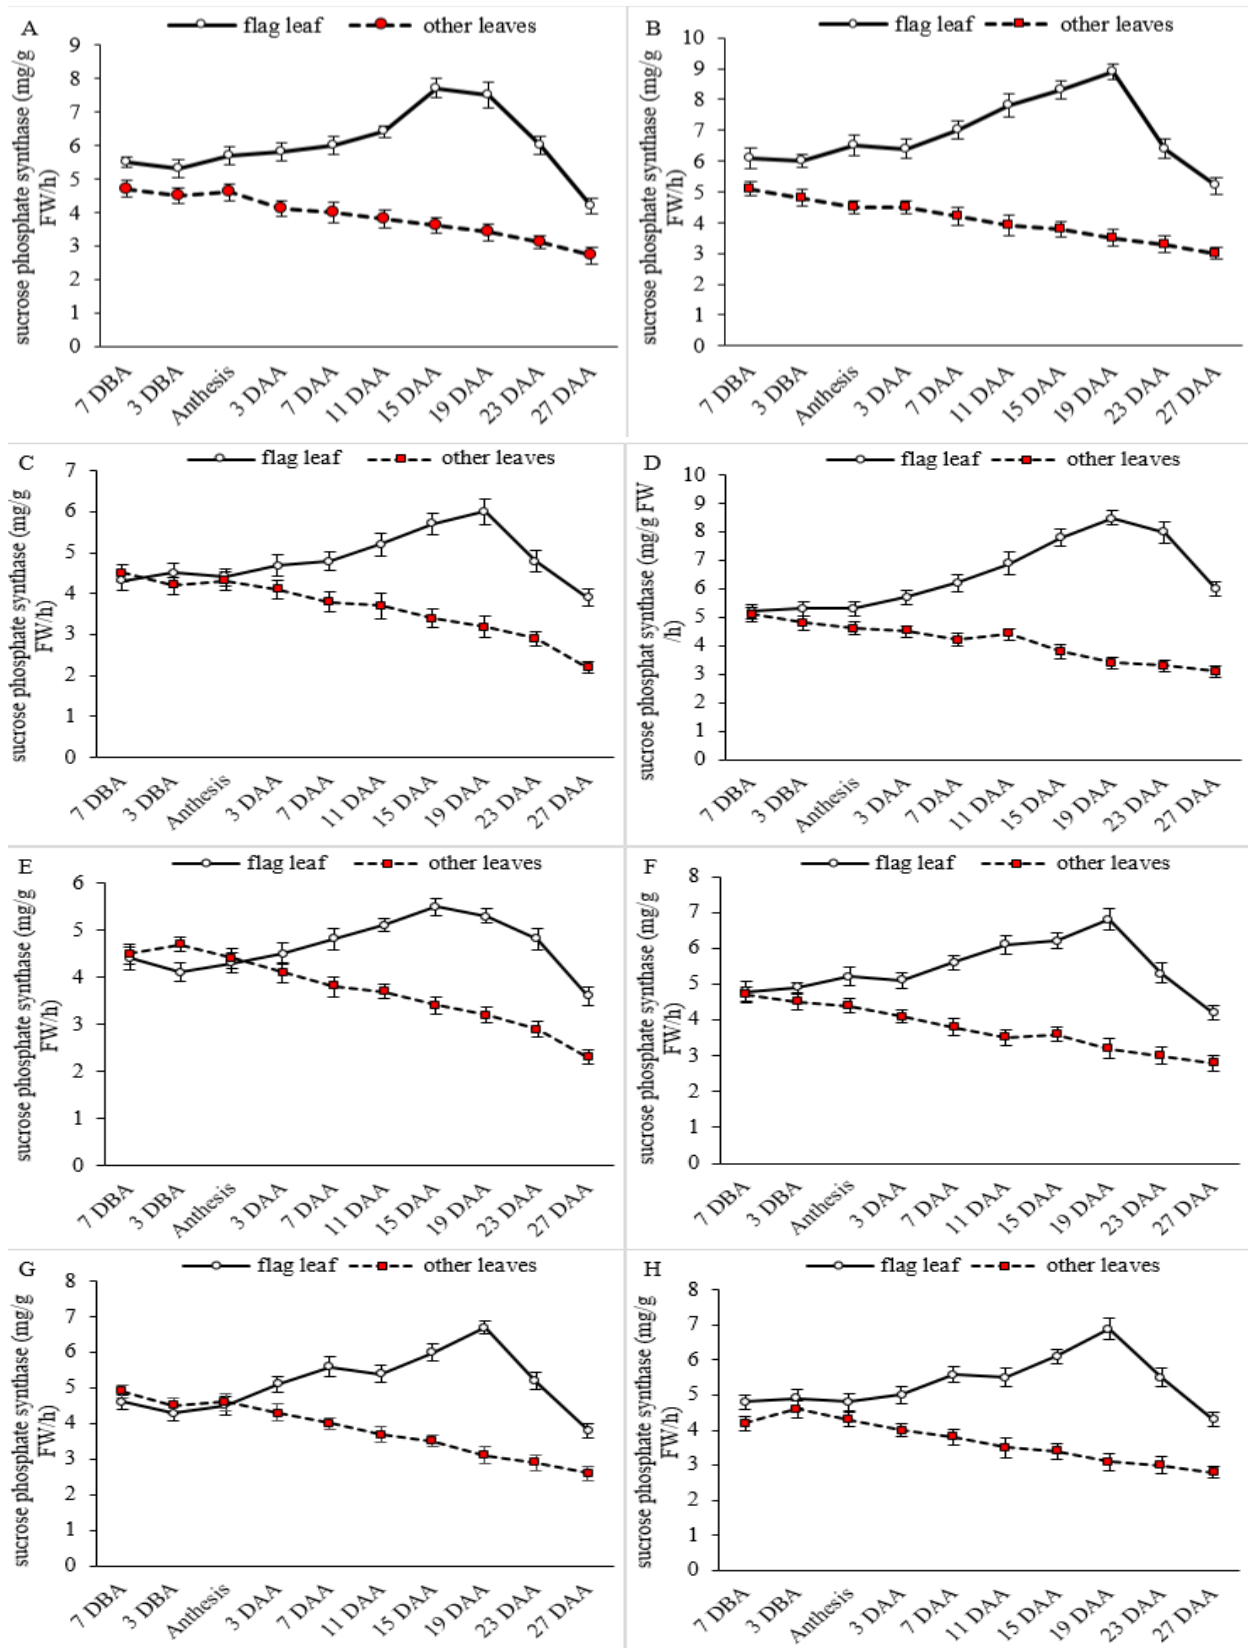 A
flag leaf
other leaves
sucrose phosphate synthase (mg/g
FW/h)
9
8
7
6
5
4
3
2
1
0
7 DBA
3 DBA
Anthesis
3 DAA
7 DAA
11 DAA
15 DAA
19 DAA
23 DAA
27 DAA
B
flag leaf
other leaves
sucrose phosphate synthase (mg/g
FW/h)
10
9
8
7
6
5
4
3
2
1
0
7 DBA
3 DBA
Anthesis
3 DAA
7 DAA
11 DAA
15 DAA
19 DAA
23 DAA
27 DAA
C
flag leaf
other leaves
sucrose phosphate synthase (mg/g
FW/h)
7
6
5
4
3
2
1
0
7 DBA
3 DBA
Anthesis
3 DAA
7 DAA
11 DAA
15 DAA
19 DAA
23 DAA
27 DAA
D
flag leaf
other leaves
sucrose phosphat synthase (mg/g FW
/h)
10
9
8
7
6
5
4
3
2
1
0
7 DBA
3 DBA
Anthesis
3 DAA
7 DAA
11 DAA
15 DAA
19 DAA
23 DAA
27 DAA
E
flag leaf
other leaves
sucrose phosphate synthase (mg/g
FW/h)
6
5
4
3
2
1
0
7 DBA
3 DBA
Anthesis
3 DAA
7 DAA
11 DAA
15 DAA
19 DAA
23 DAA
27 DAA
F
flag leaf
other leaves
sucrose phosphate synthase (mg/g
FW/h)
8
7
6
5
4
3
2
1
0
7 DBA
3 DBA
Anthesis
3 DAA
7 DAA
11 DAA
15 DAA
19 DAA
23 DAA
27 DAA
G
flag leaf
other leaves
sucrose phosphate synthase (mg/g
FW/h)
8
7
6
5
4
3
2
1
0
7 DBA
3 DBA
Anthesis
3 DAA
7 DAA
11 DAA
15 DAA
19 DAA
23 DAA
27 DAA
H
flag leaf
other leaves
sucrose phosphate synthase (mg/g
FW/h)
8
7
6
5
4
3
2
1
0
7 DBA
3 DBA
Anthesis
3 DAA
7 DAA
11 DAA
15 DAA
19 DAA
23 DAA
27 DAA